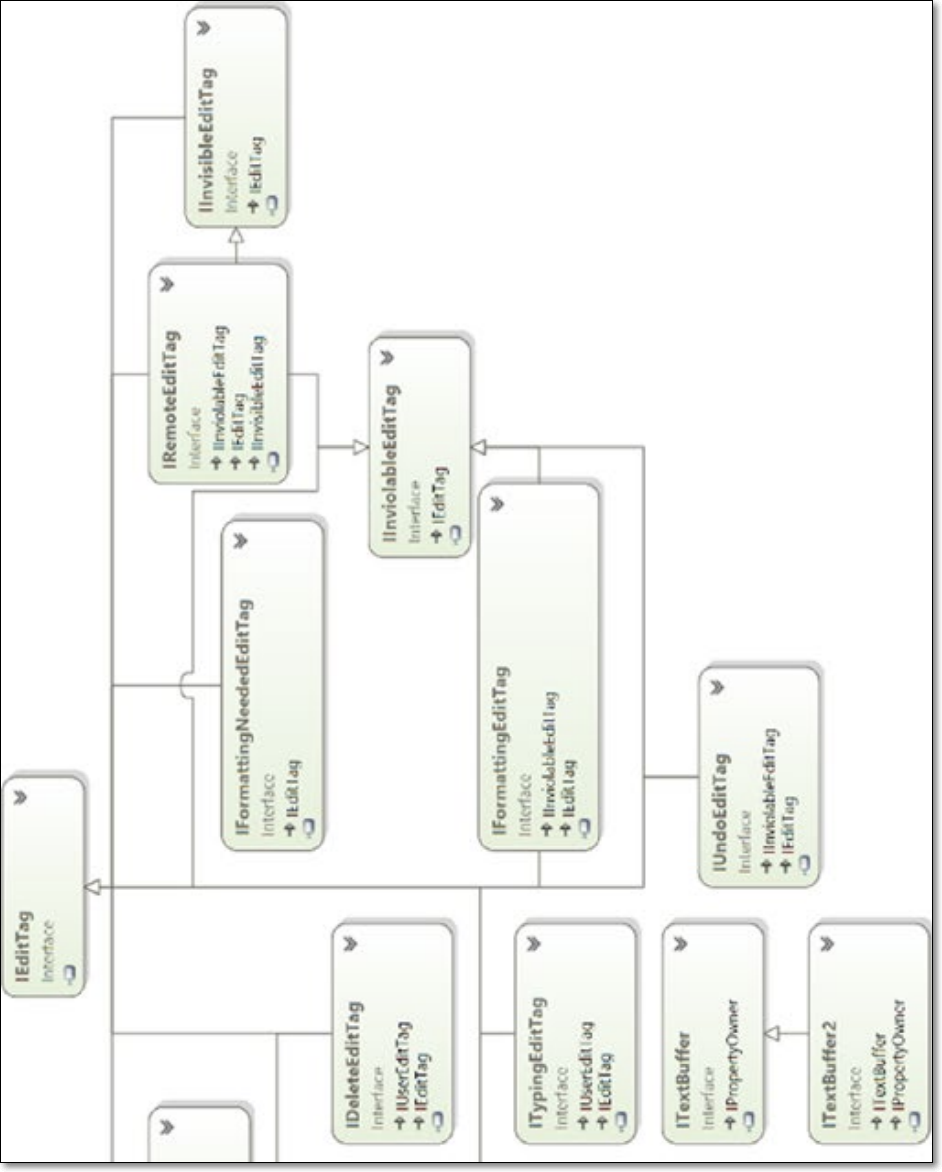 IInvisibleEditTag
Interface
IEditTag
IRemoteEditTag
Interface
IInviolableEditTag
IEditTag
IInvisibleEditTag
IInviolableEditTag
Interface
IEditTag
IFormattingNeededEditTag
Interface
IEditTag
IFormattingEditTag
Interface
IInviolableEditTag
IEditTag
IUndoEditTag
Interface
IInviolableEditTag
IEditTag
IEditTag
Interface
IDeleteEditTag
Interface
IUserEditTag
IEditTag
ITypingEditTag
Interface
IUserEditTag
IEditTag
ITextBuffer
Interface
IPropertyOwner
ITextBuffer2
Interface
ITextBuffer
IPropertyOwner